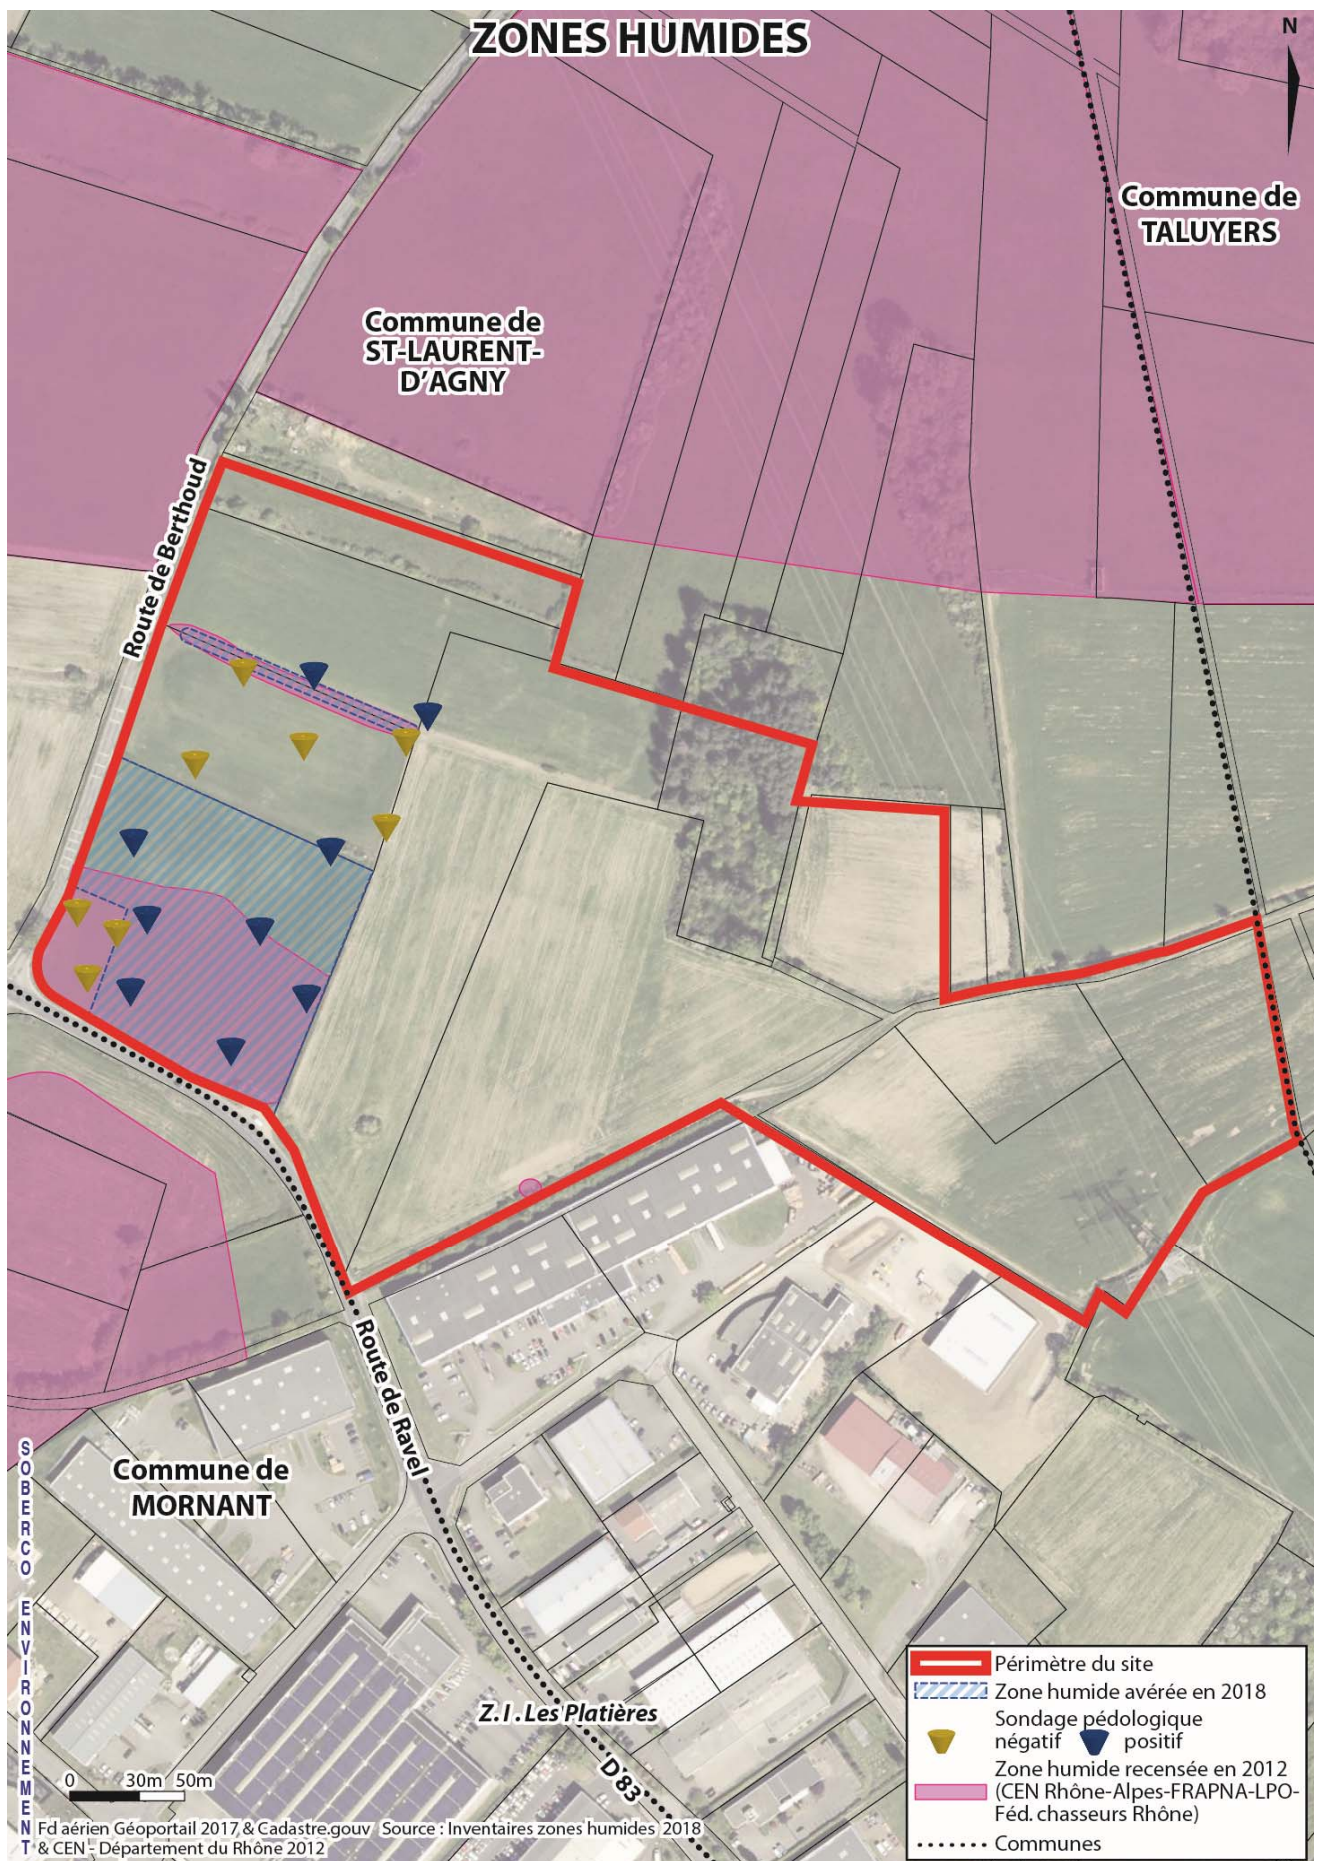 ZONES HUMIDES
N
Commune de
TALUYERS
Commune de
ST-LAURENT-
D'AGNY
Route de Berthoud
Route de Ravel
Commune de
MORNANT
Z.I. Les Platières
D 83
SOBERCO ENVIRONNEMENT
0 30m 50m
Fd aérien Géoportail 2017 & Cadastre.gouv Source : Inventaires zones humides 2018
& CEN - Département du Rhône 2012
Périmètre du site
Zone humide avérée en 2018
Sondage pédologique
négatif positif
Zone humide recensée en 2012
(CEN Rhône-Alpes-FRAPNA-LPO-
Féd. chasseurs Rhône)
Communes